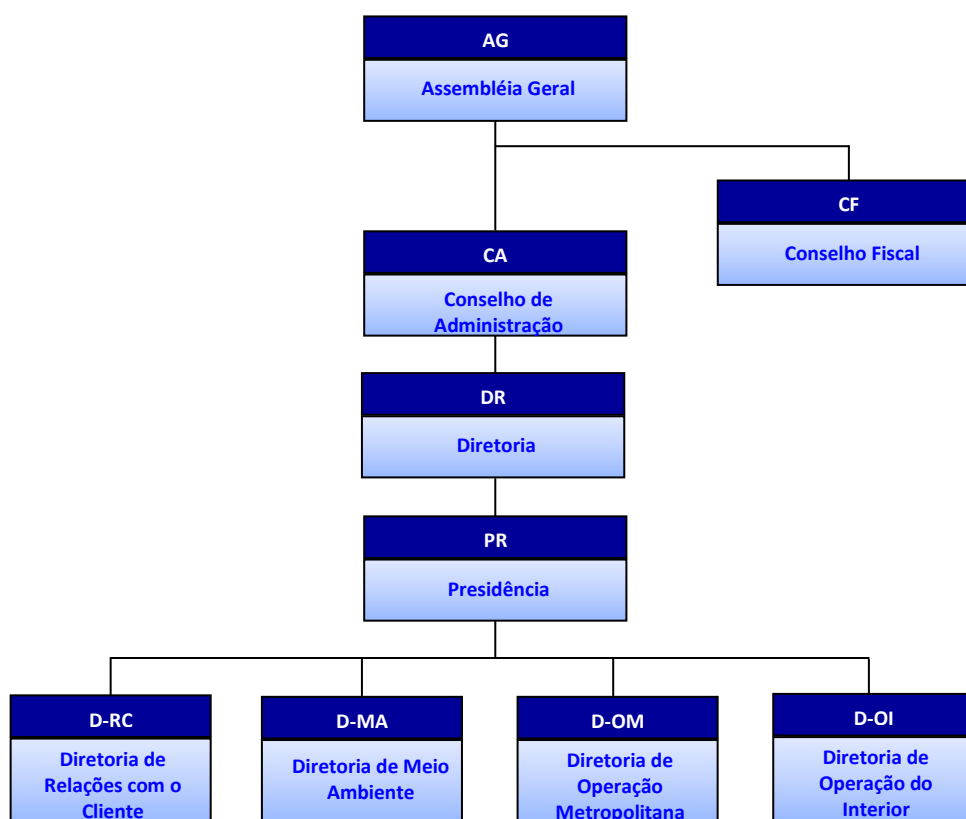 AG
Assembléia Geral
CF
Conselho Fiscal
CA
Conselho de
Administração
DR
Diretoria
PR
Presidência
D-RC
Diretoria de
Relações com o
Cliente
D-MA
Diretoria de Meio
Ambiente
D-OM
Diretoria de
Operação
Metropolitana
D-OI
Diretoria de
Operação do
Interior